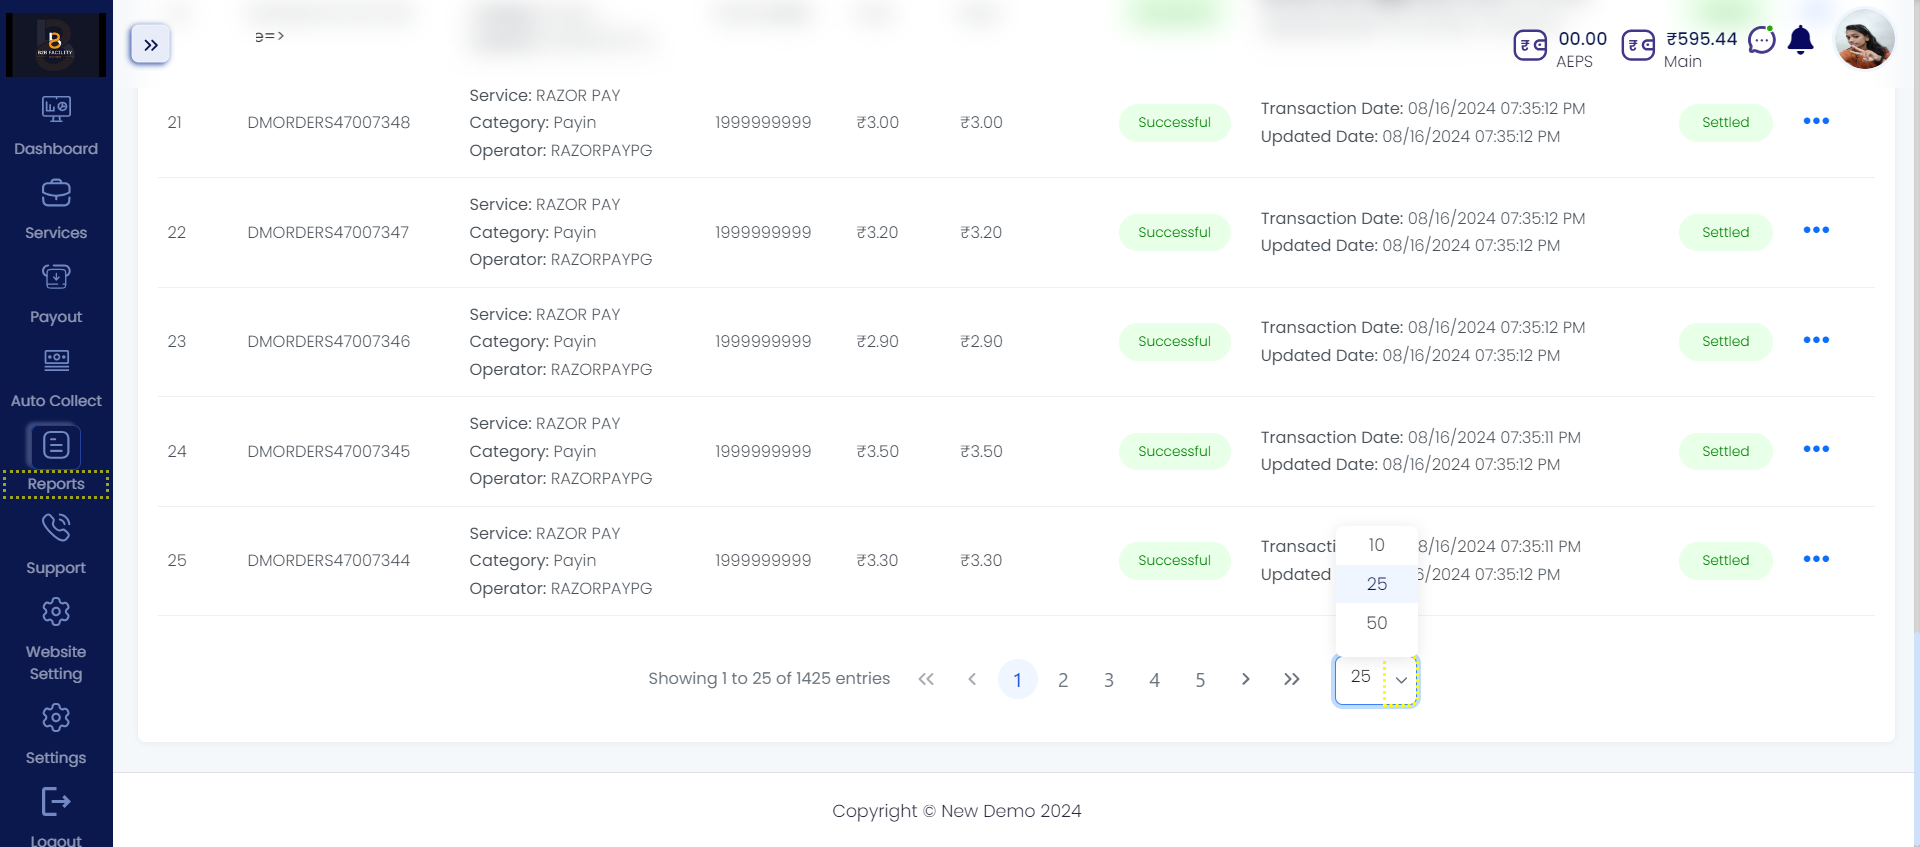 B2B FACILITY
e=>
₹ 00.00
AEPS
₹ ₹595.44
Main
Dashboard
Services
Payout
Auto Collect
Reports
Support
Website
Setting
Settings
Logout
21 DMORDERS47007348 Service: RAZOR PAY
Category: Payin
Operator: RAZORPAYPG 1999999999 ₹3.00 ₹3.00 Successful Transaction Date: 08/16/2024 07:35:12 PM
Updated Date: 08/16/2024 07:35:12 PM Settled
22 DMORDERS47007347 Service: RAZOR PAY
Category: Payin
Operator: RAZORPAYPG 1999999999 ₹3.20 ₹3.20 Successful Transaction Date: 08/16/2024 07:35:12 PM
Updated Date: 08/16/2024 07:35:12 PM Settled
23 DMORDERS47007346 Service: RAZOR PAY
Category: Payin
Operator: RAZORPAYPG 1999999999 ₹2.90 ₹2.90 Successful Transaction Date: 08/16/2024 07:35:12 PM
Updated Date: 08/16/2024 07:35:12 PM Settled
24 DMORDERS47007345 Service: RAZOR PAY
Category: Payin
Operator: RAZORPAYPG 1999999999 ₹3.50 ₹3.50 Successful Transaction Date: 08/16/2024 07:35:11 PM
Updated Date: 08/16/2024 07:35:12 PM Settled
25 DMORDERS47007344 Service: RAZOR PAY
Category: Payin
Operator: RAZORPAYPG 1999999999 ₹3.30 ₹3.30 Successful Transacti 8/16/2024 07:35:11 PM
Updated 6/2024 07:35:12 PM Settled
10
25
50
Showing 1 to 25 of 1425 entries « ‹ 1 2 3 4 5 › » 25
Copyright © New Demo 2024